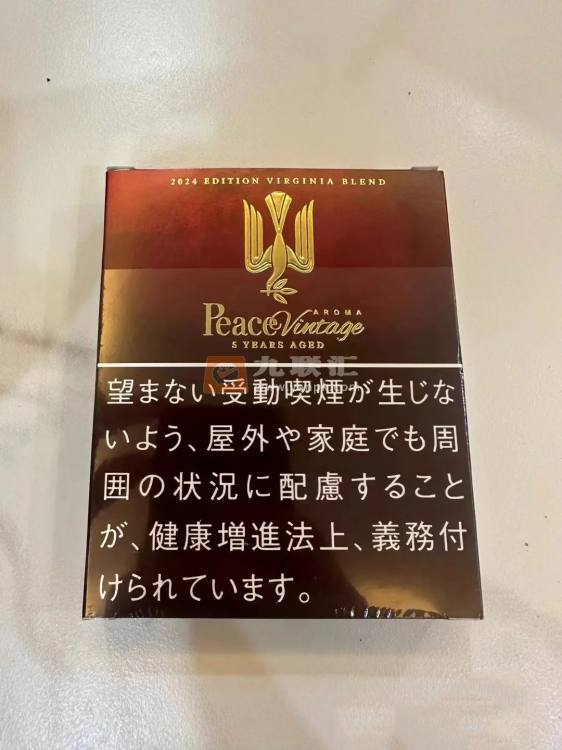 2024 EDITION VIRGINIA BLEND
AROMA
Peace Vintage
5 YEARS AGED
九联汇
望まない受動喫煙が生じな
いよう、屋外や家庭でも周
囲の状況に配慮すること
が、健康増進法上、義務付
けられています。